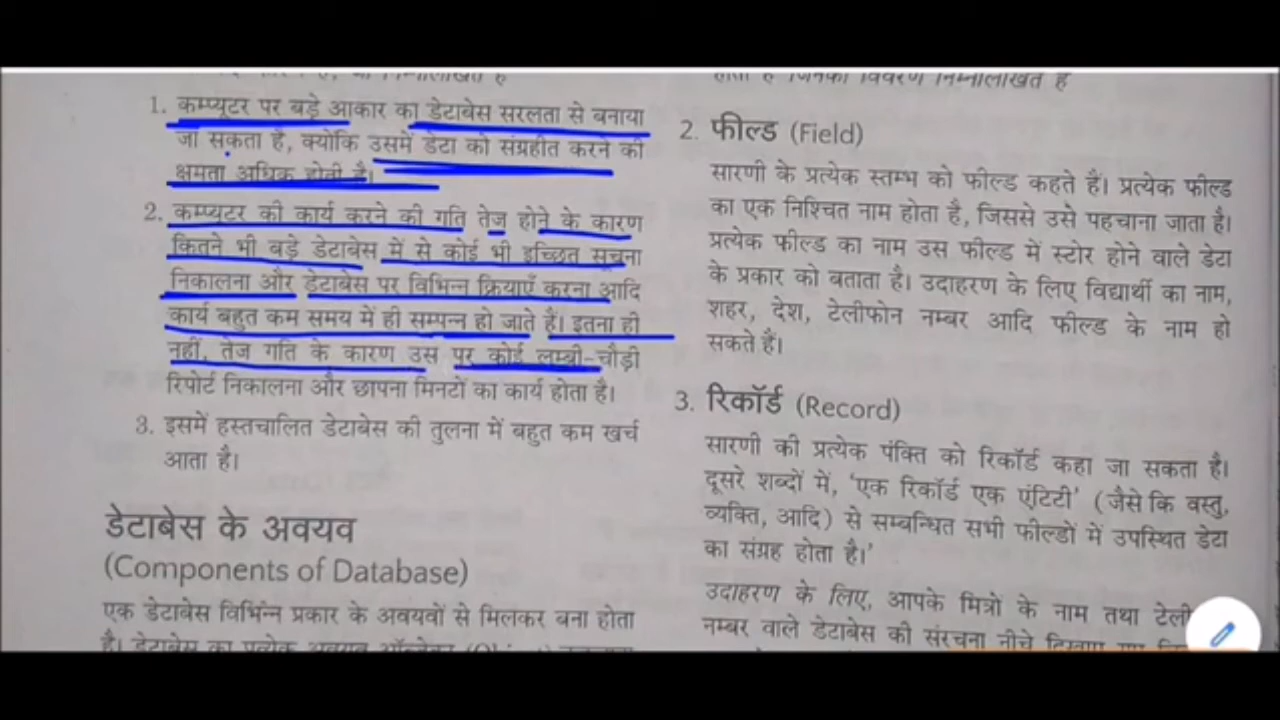 1. कम्प्यूटर पर बड़े आकार का डेटाबेस सरलता से बनाया
जा सकता है, क्योंकि उसमें डेटा को संग्रहीत करने की
क्षमता अधिक होती है।
2. कम्प्यूटर की कार्य करने की गति तेज होने के कारण
कितने भी बड़े डेटाबेस में से कोई भी इच्छित सूचना
निकालना और डेटाबेस पर विभिन्न क्रियाएँ करना आदि
कार्य बहुत कम समय में ही सम्पन्न हो जाते हैं। इतना ही
नहीं, तेज गति के कारण उस पर कोई लम्बी-चौड़ी
रिपोर्ट निकालना और छापना मिनटों का कार्य होता है।
3. इसमें हस्तचालित डेटाबेस की तुलना में बहुत कम खर्च
आता है।
डेटाबेस के अवयव
(Components of Database)
एक डेटाबेस विभिन्न प्रकार के अवयवों से मिलकर बना होता
है। डेटाबेस का प्रत्येक अवयव
होता है जिनका विवरण निम्नलिखित है
2. फील्ड (Field)
सारणी के प्रत्येक स्तम्भ को फील्ड कहते हैं। प्रत्येक फील्ड
का एक निश्चित नाम होता है, जिससे उसे पहचाना जाता है।
प्रत्येक फील्ड का नाम उस फील्ड में स्टोर होने वाले डेटा
के प्रकार को बताता है। उदाहरण के लिए विद्यार्थी का नाम,
शहर, देश, टेलीफोन नम्बर आदि फील्ड के नाम हो
सकते हैं।
3. रिकॉर्ड (Record)
सारणी की प्रत्येक पंक्ति को रिकॉर्ड कहा जा सकता है।
दूसरे शब्दों में, 'एक रिकॉर्ड एक एंटिटी' (जैसे कि वस्तु,
व्यक्ति, आदि) से सम्बन्धित सभी फील्डों में उपस्थित डेटा
का संग्रह होता है।'
उदाहरण के लिए, आपके मित्रों के नाम तथा
नम्बर वाले डेटाबेस की संरचना नीचे